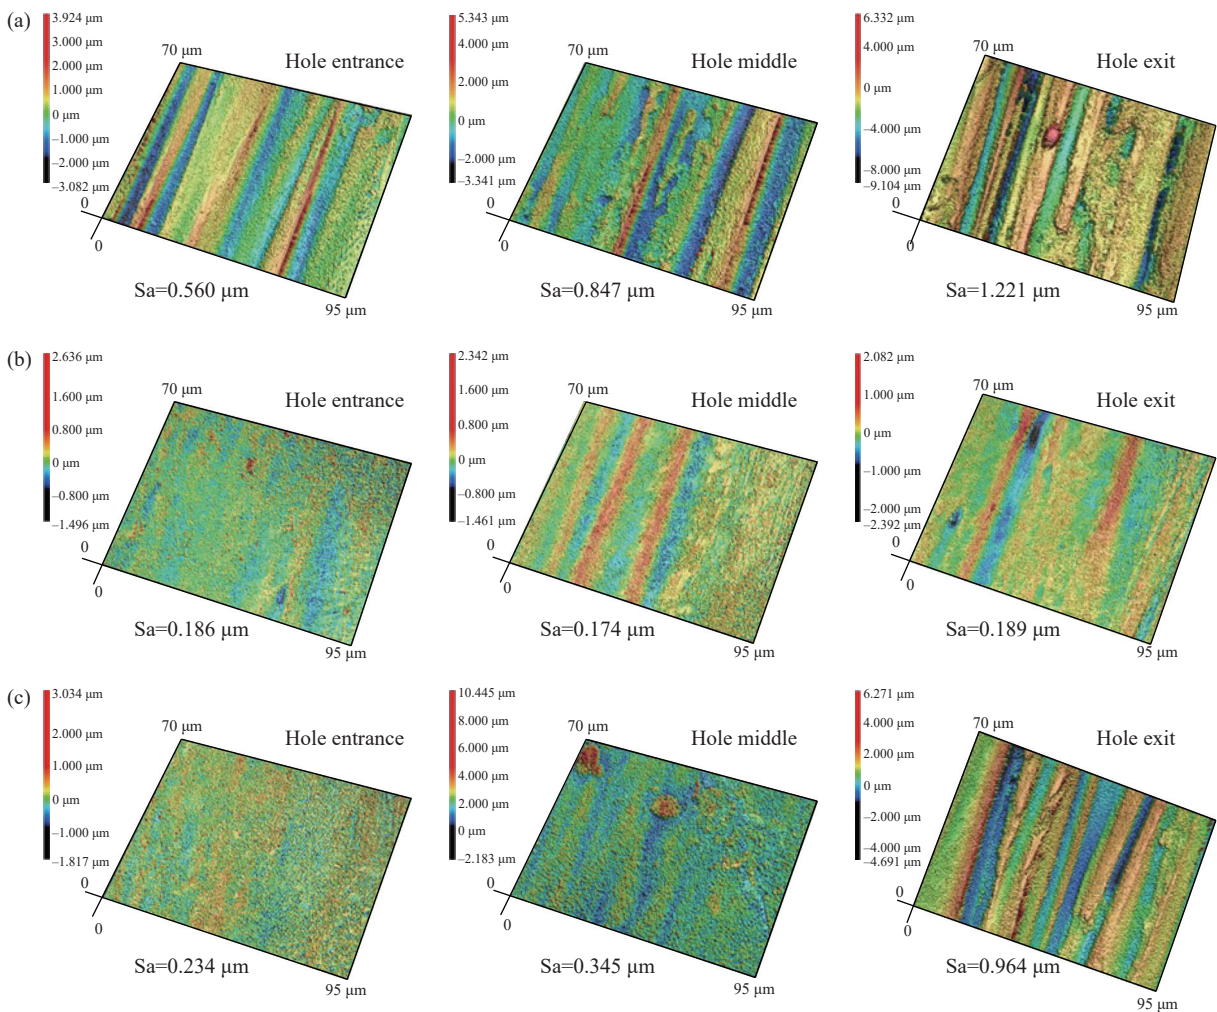 (a)
3.924 μm
3.000 μm
2.000 μm
1.000 μm
0 μm
–1.000 μm
–2.000 μm
–3.082 μm
70 μm
Hole entrance
0
0
Sa=0.560 μm
95 μm
5.343 μm
4.000 μm
2.000 μm
0 μm
–2.000 μm
–3.341 μm
70 μm
Hole middle
0
0
Sa=0.847 μm
95 μm
6.332 μm
4.000 μm
0 μm
–4.000 μm
–8.000 μm
–9.104 μm
70 μm
Hole exit
0
0
Sa=1.221 μm
95 μm
(b)
2.636 μm
1.600 μm
0.800 μm
0 μm
–0.800 μm
–1.496 μm
70 μm
Hole entrance
0
0
Sa=0.186 μm
95 μm
2.342 μm
1.600 μm
0.800 μm
0 μm
–0.800 μm
–1.461 μm
70 μm
Hole middle
0
0
Sa=0.174 μm
95 μm
2.082 μm
1.000 μm
0 μm
–1.000 μm
–2.000 μm
–2.392 μm
70 μm
Hole exit
0
0
Sa=0.189 μm
95 μm
(c)
3.034 μm
2.000 μm
1.000 μm
0 μm
–1.000 μm
–1.817 μm
70 μm
Hole entrance
0
0
Sa=0.234 μm
95 μm
10.445 μm
8.000 μm
6.000 μm
4.000 μm
2.000 μm
0 μm
–2.183 μm
70 μm
Hole middle
0
0
Sa=0.345 μm
95 μm
6.271 μm
4.000 μm
2.000 μm
0 μm
–2.000 μm
–4.000 μm
–4.691 μm
70 μm
Hole exit
0
0
Sa=0.964 μm
95 μm